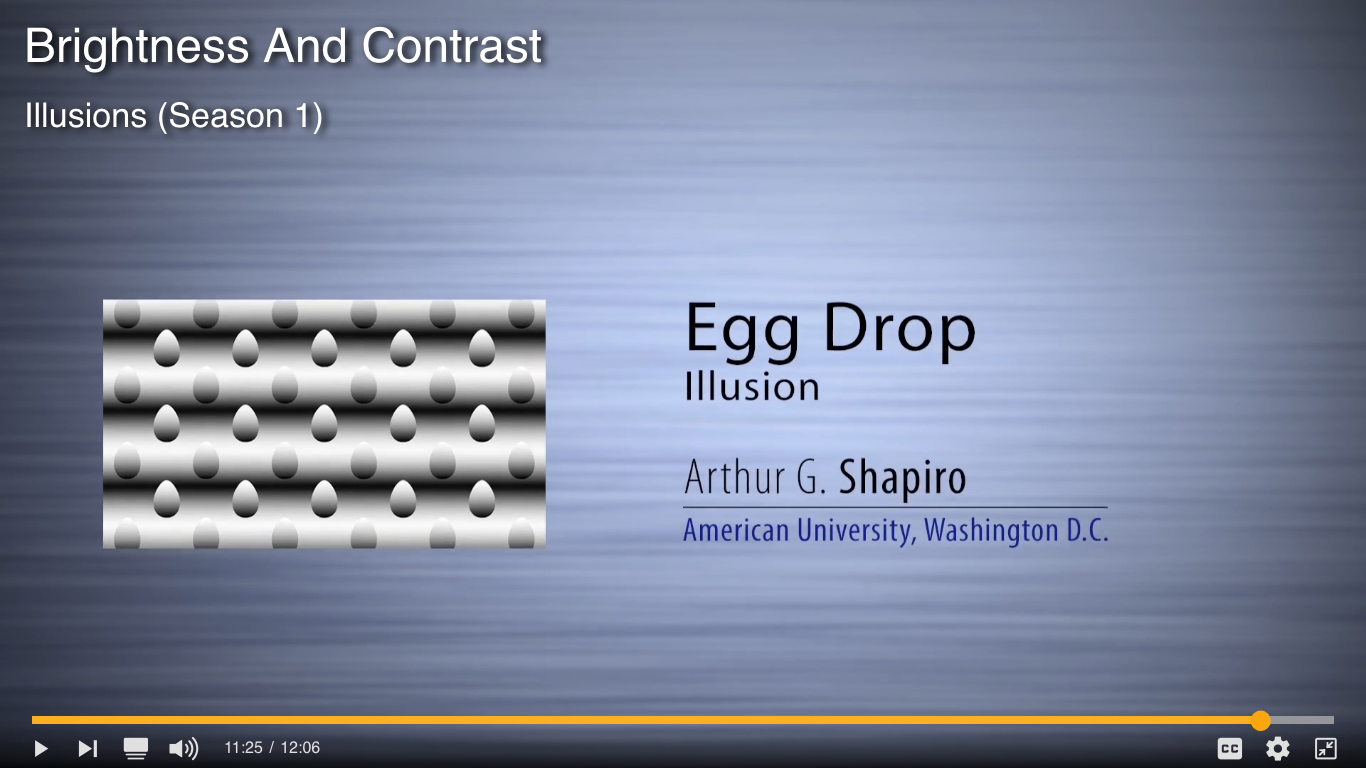 Brightness And Contrast
Illusions (Season 1)
Egg Drop
Illusion
Arthur G. Shapiro
American University, Washington D.C.
11:25 / 12:06
CC